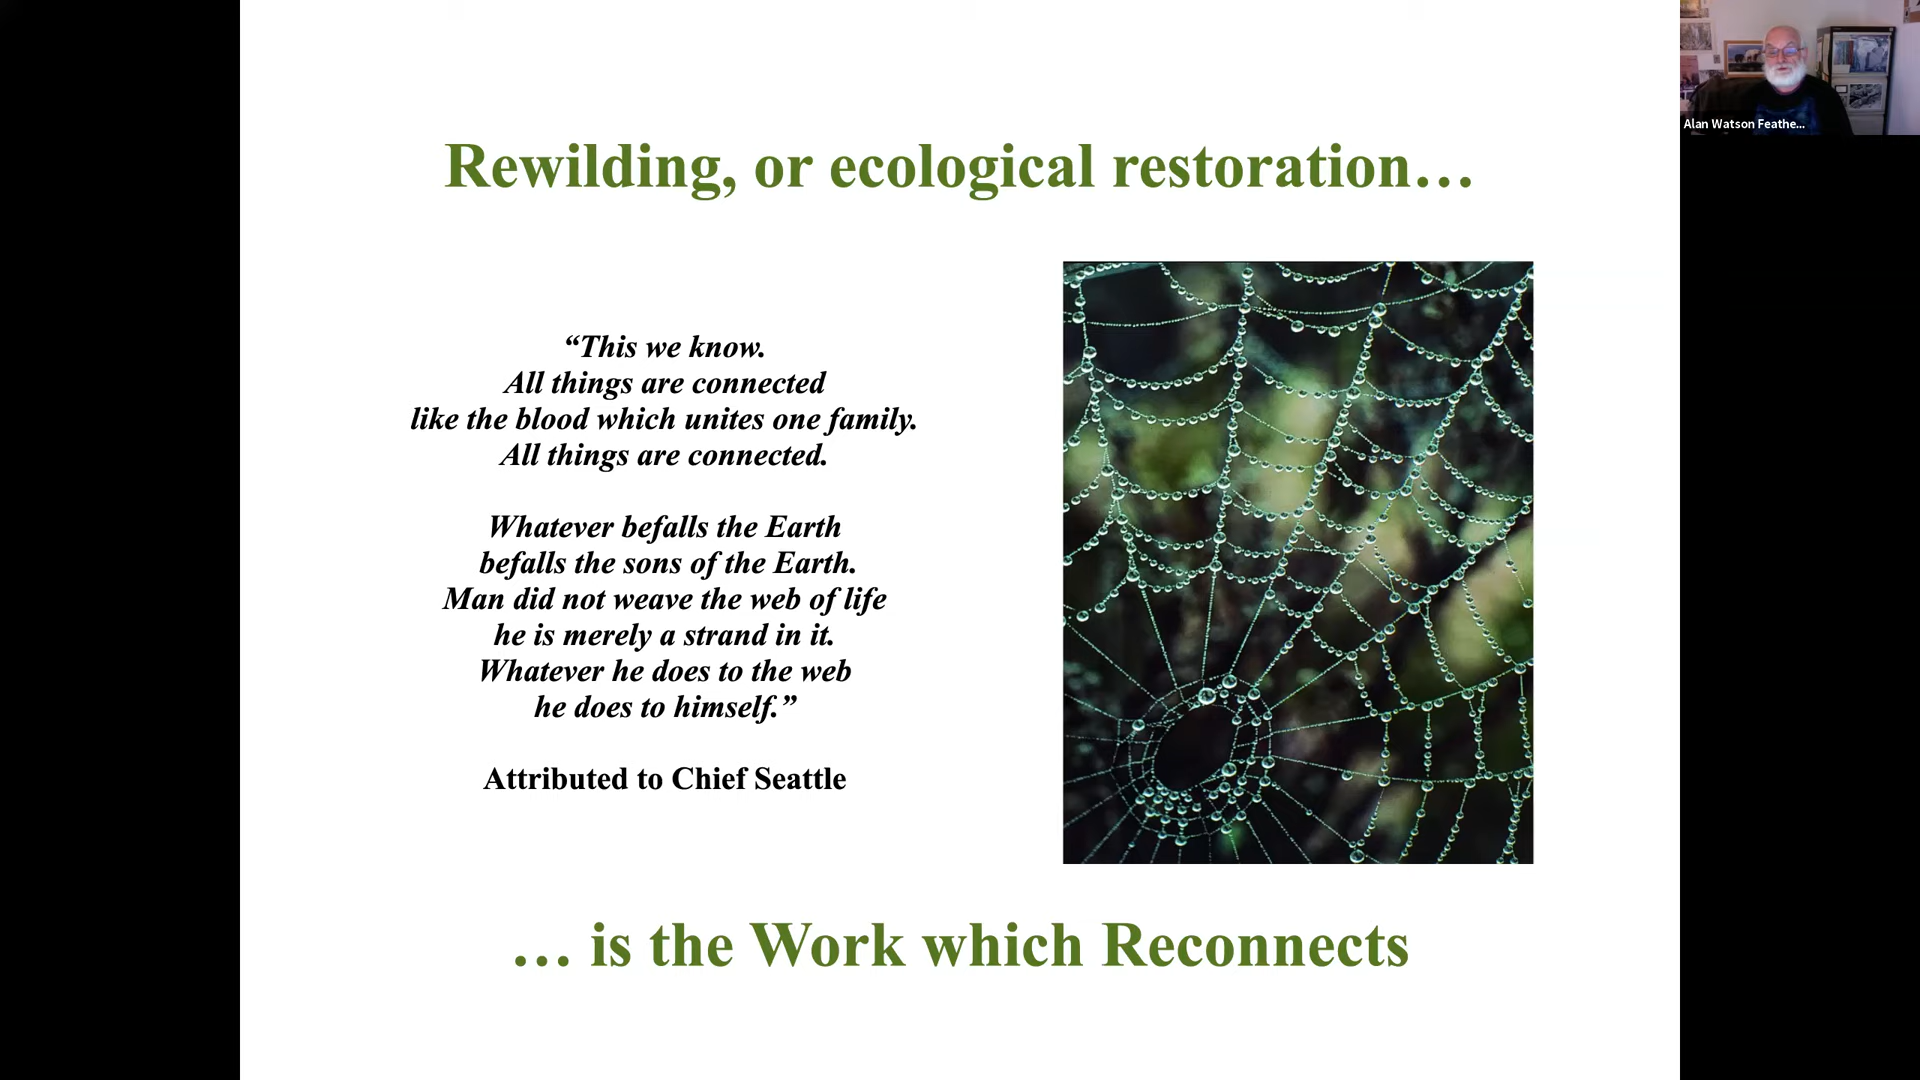 Rewilding, or ecological restoration…
“This we know.
All things are connected
like the blood which unites one family.
All things are connected.
Whatever befalls the Earth
befalls the sons of the Earth.
Man did not weave the web of life
he is merely a strand in it.
Whatever he does to the web
he does to himself.”
Attributed to Chief Seattle
… is the Work which Reconnects
Alan Watson Feathe...